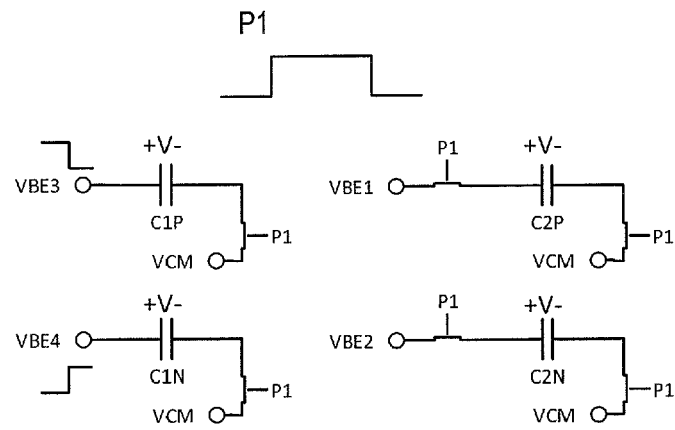 P1
+V-
VBE3
C1P
P1
VCM
P1
+V-
VBE1
C2P
P1
VCM
+V-
VBE4
C1N
P1
VCM
P1
+V-
VBE2
C2N
P1
VCM